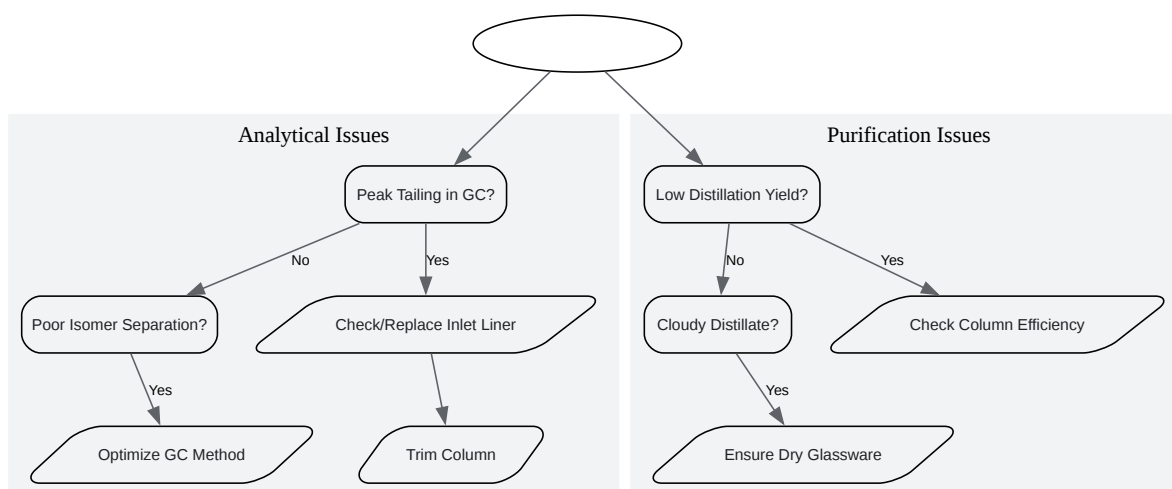 Analytical Issues
Purification Issues
Peak Tailing in GC?
Low Distillation Yield?
No
Yes
No
Yes
Poor Isomer Separation?
Check/Replace Inlet Liner
Cloudy Distillate?
Check Column Efficiency
Yes
Yes
Optimize GC Method
Trim Column
Ensure Dry Glassware